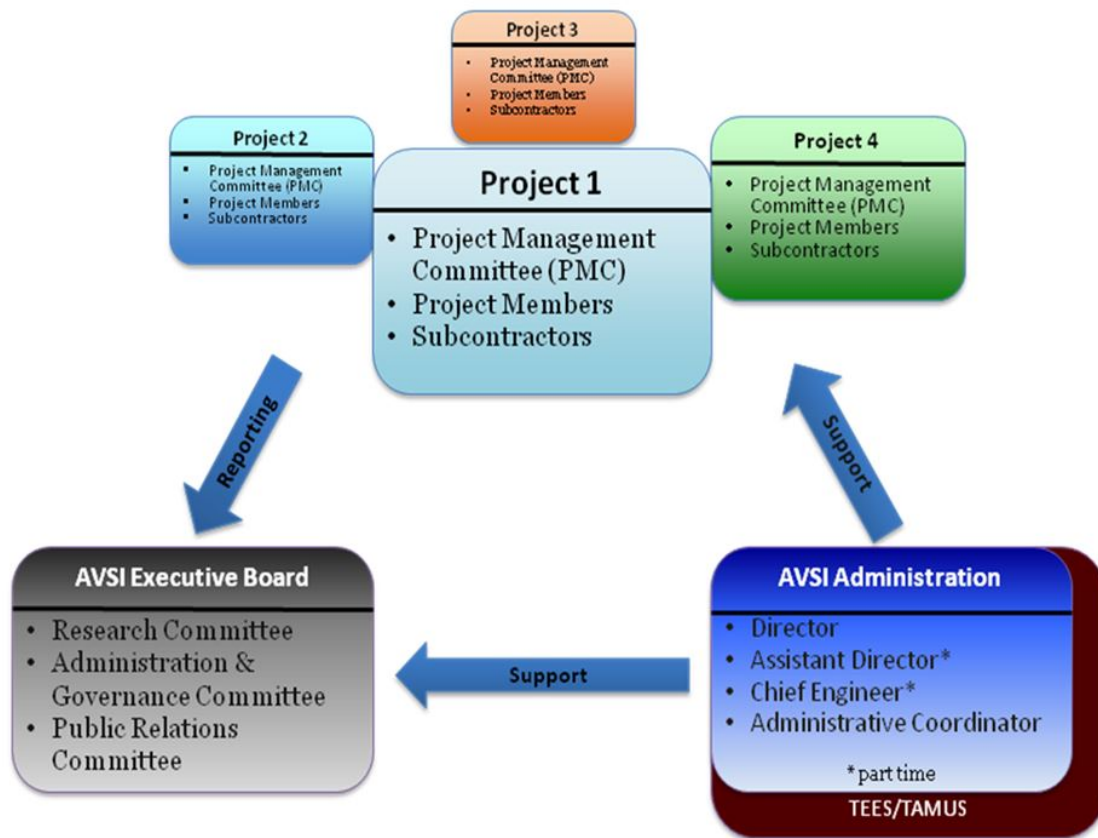 Project 3
• Project Management
Committee (PMC)
• Project Members
• Subcontractors
Project 2
▪ Project Management
Committee (PMC)
▪ Project Members
▪ Subcontractors
Project 1
• Project Management
Committee (PMC)
• Project Members
• Subcontractors
Project 4
• Project Management
Committee (PMC)
• Project Members
• Subcontractors
Reporting
Support
AVSI Executive Board
• Research Committee
• Administration &
Governance Committee
• Public Relations
Committee
Support
AVSI Administration
• Director
• Assistant Director*
• Chief Engineer*
• Administrative Coordinator
*part time
TEES/TAMUS